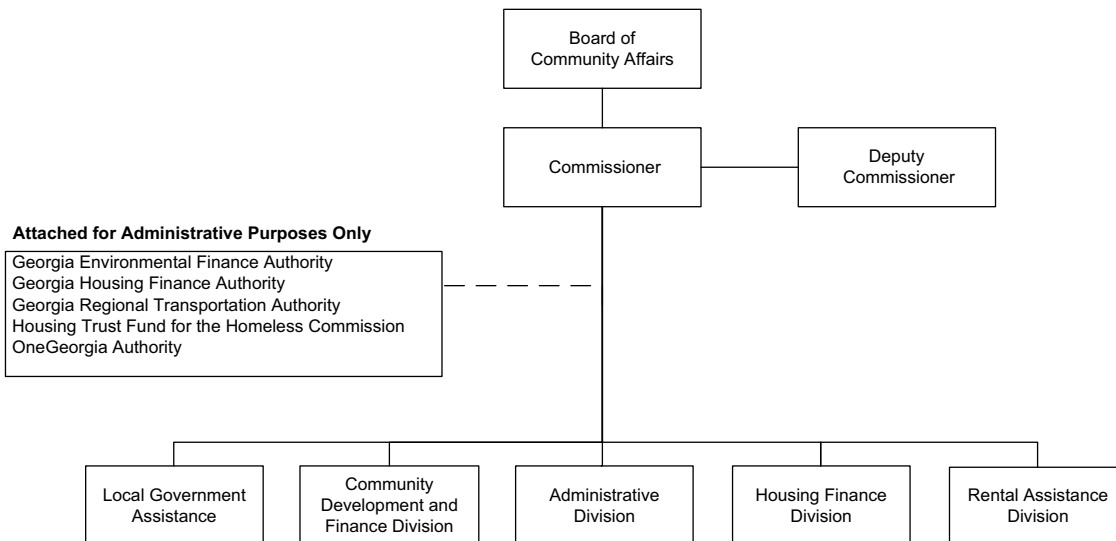 Board of
Community Affairs
Commissioner
Deputy
Commissioner
Attached for Administrative Purposes Only
Georgia Environmental Finance Authority
Georgia Housing Finance Authority
Georgia Regional Transportation Authority
Housing Trust Fund for the Homeless Commission
OneGeorgia Authority
Local Government
Assistance
Community
Development and
Finance Division
Administrative
Division
Housing Finance
Division
Rental Assistance
Division